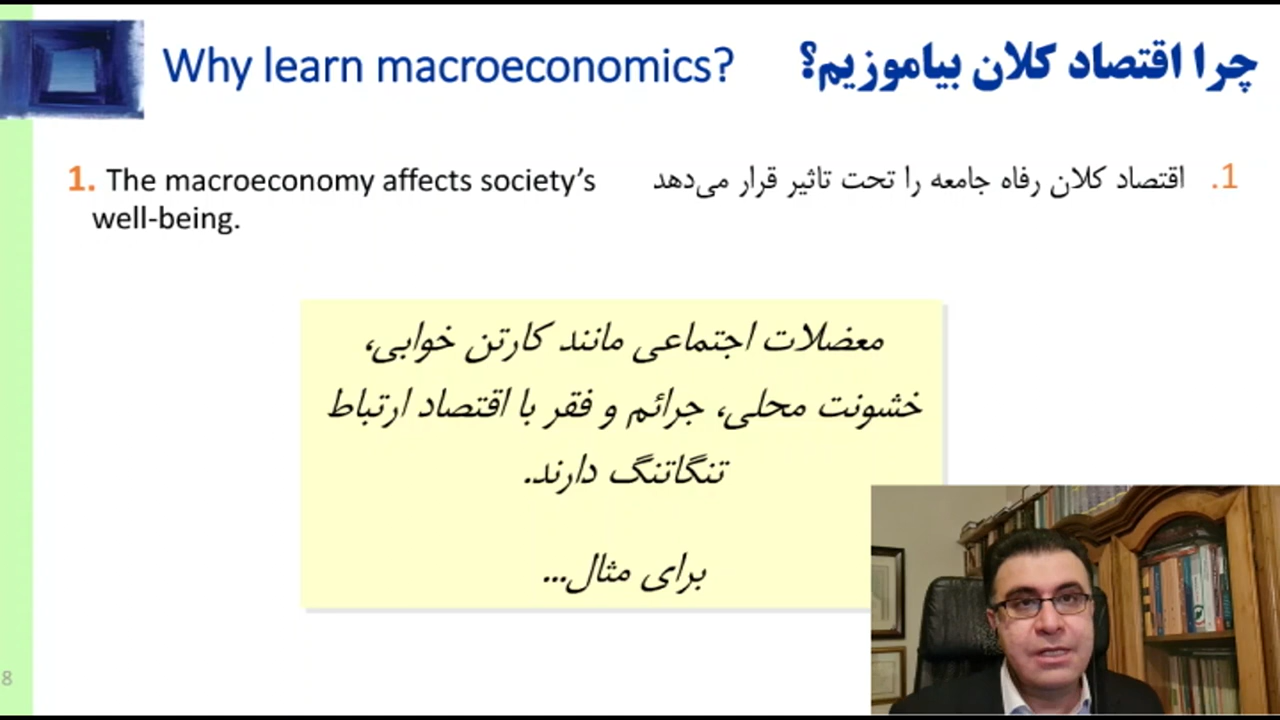 Why learn macroeconomics?
چرا اقتصاد کلان بیاموزیم؟
1. The macroeconomy affects society’s
well-being.
1. اقتصاد کلان رفاه جامعه را تحت تاثیر قرار می‌دهد
معضلات اجتماعی مانند کارتن خوابی،
خشونت محلی، جرائم و فقر با اقتصاد ارتباط
تنگاتنگ دارند.
برای مثال...
8